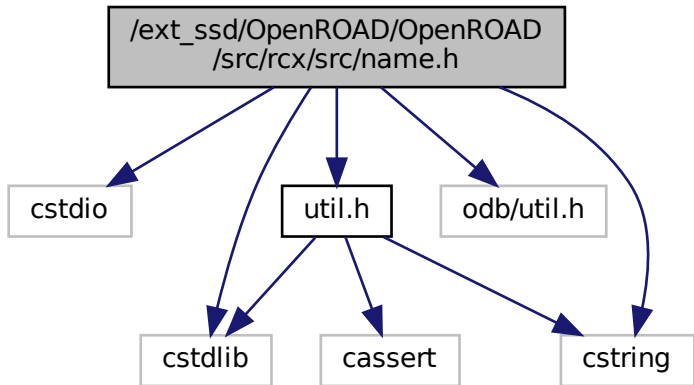 /ext_ssd/OpenROAD/OpenROAD
/src/rcx/src/name.h
cstdio
util.h
odb/util.h
cstdlib
cassert
cstring